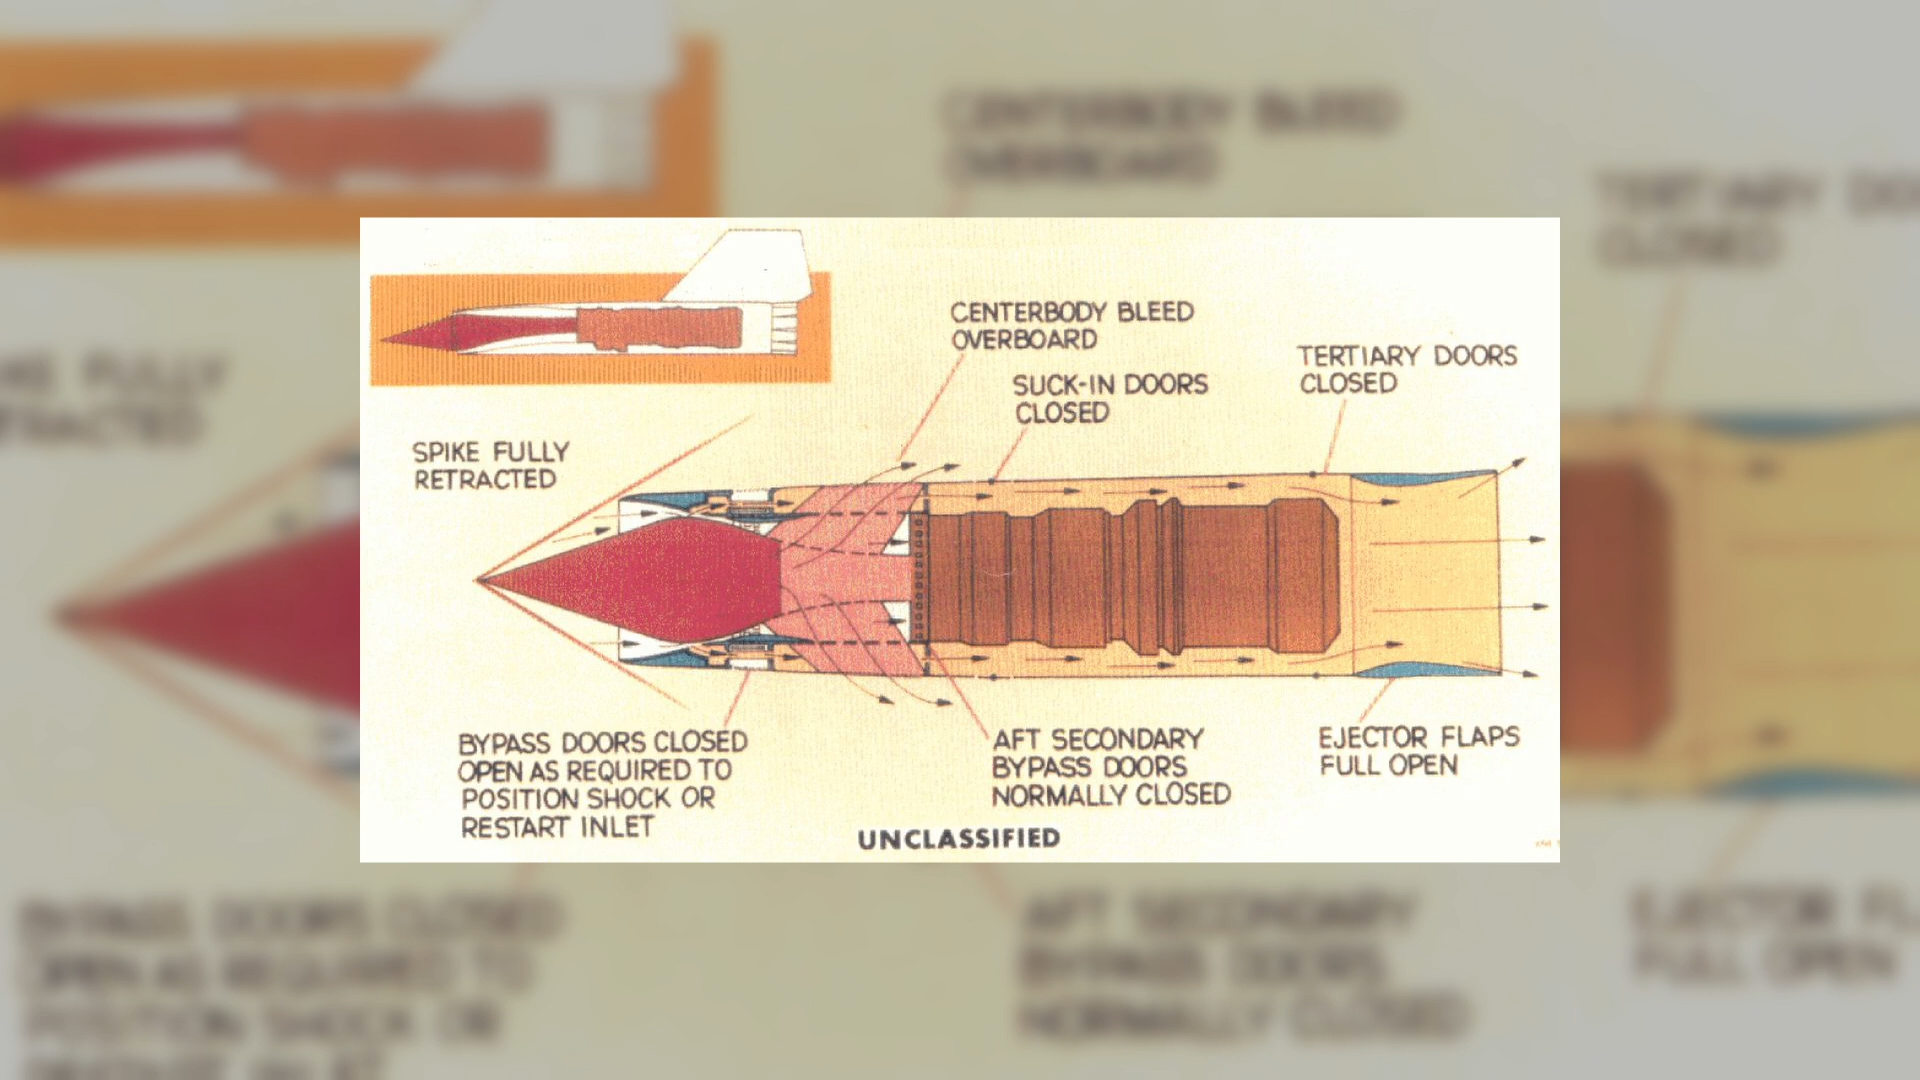 CENTERBODY BLEED
OVERBOARD
TERTIARY DOORS
CLOSED
SUCK-IN DOORS
CLOSED
SPIKE FULLY
RETRACTED
BYPASS DOORS CLOSED
OPEN AS REQUIRED TO
POSITION SHOCK OR
RESTART INLET
AFT SECONDARY
BYPASS DOORS
NORMALLY CLOSED
EJECTOR FLAPS
FULL OPEN
UNCLASSIFIED